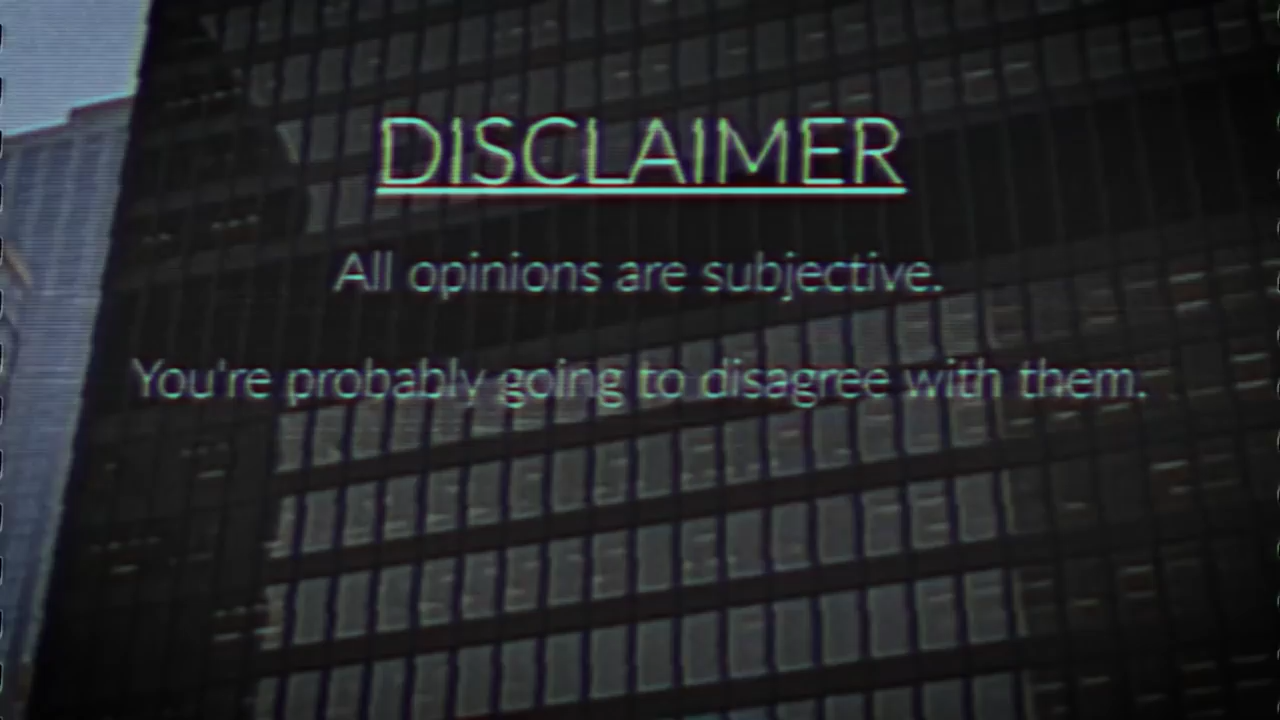 DISCLAIMER
All opinions are subjective.
You're probably going to disagree with them.